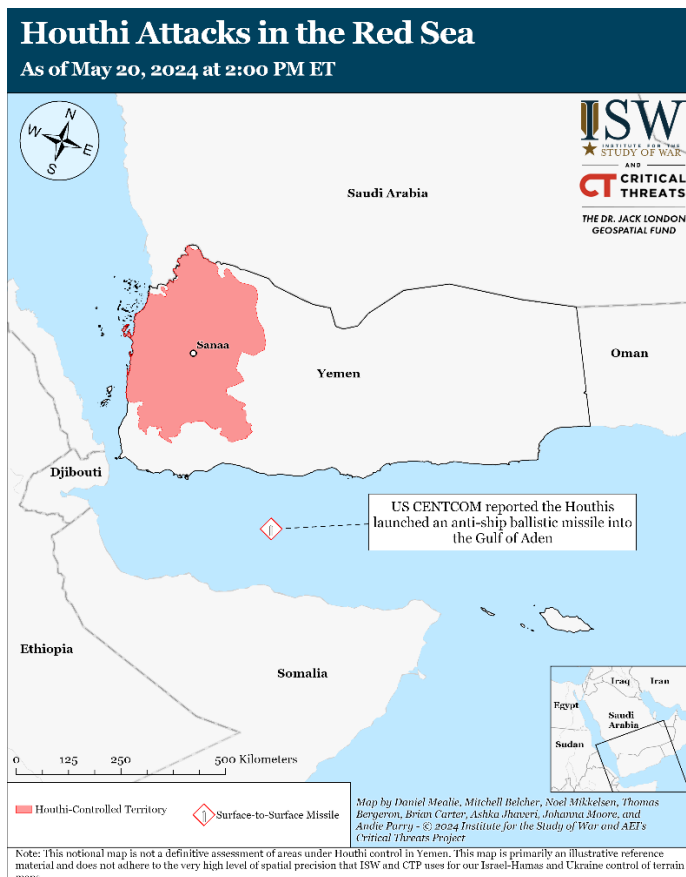 Houthi Attacks in the Red Sea
As of May 20, 2024 at 2:00 PM ET
N
W
E
S
ISW
INSTITUTE FOR THE
STUDY OF WAR
AND
CT CRITICAL
THREATS
THE DR. JACK LONDON
GEOSPATIAL FUND
Saudi Arabia
Sanaa
Oman
Yemen
Djibouti
US CENTCOM reported the Houthis
launched an anti-ship ballistic missile into
the Gulf of Aden
Ethiopia
Somalia
Iraq
Iran
Egypt
Saudi
Arabia
Sudan
0 125 250 500 Kilometers
Houthi-Controlled Territory
Surface-to-Surface Missile
Map by Daniel Mealie, Mitchell Belcher, Noel Mikkelsen, Thomas
Bergeron, Brian Carter, Ashka Jhaveri, Johanna Moore, and
Andie Parry - © 2024 Institute for the Study of War and AEI's
Critical Threats Project
Note: This notional map is not a definitive assessment of areas under Houthi control in Yemen. This map is primarily an illustrative reference
material and does not adhere to the very high level of spatial precision that ISW and CTP uses for our Israel-Hamas and Ukraine control of terrain